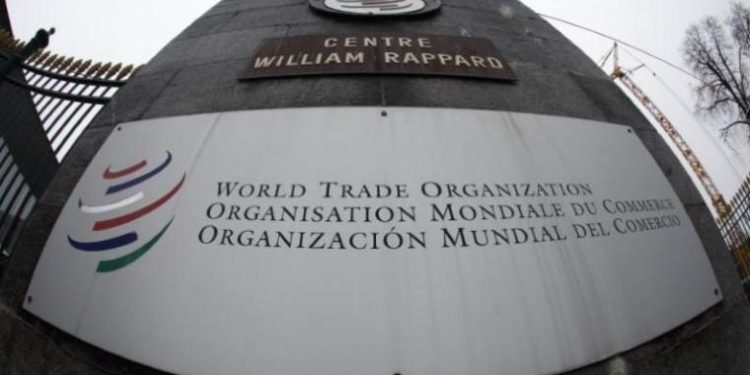 CENTRE
WILLIAM RAPPARD
WORLD TRADE ORGANIZATION
ORGANISATION MONDIALE DU COMMERCE
ORGANIZACIÓN MUNDIAL DEL COMERCIO